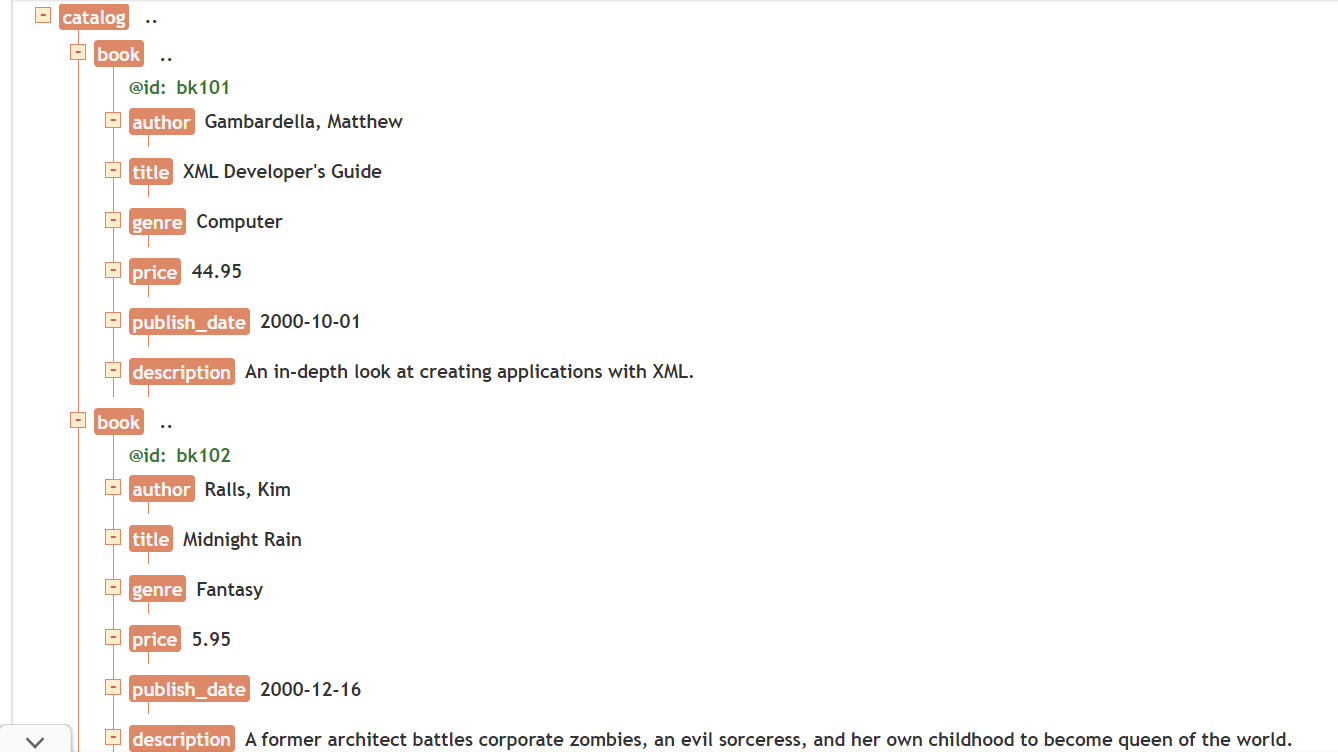 catalog ..
book ..
@id: bk101
author Gambardella, Matthew
title XML Developer's Guide
genre Computer
price 44.95
publish_date 2000-10-01
description An in-depth look at creating applications with XML.
book ..
@id: bk102
author Ralls, Kim
title Midnight Rain
genre Fantasy
price 5.95
publish_date 2000-12-16
description A former architect battles corporate zombies, an evil sorceress, and her own childhood to become queen of the world.